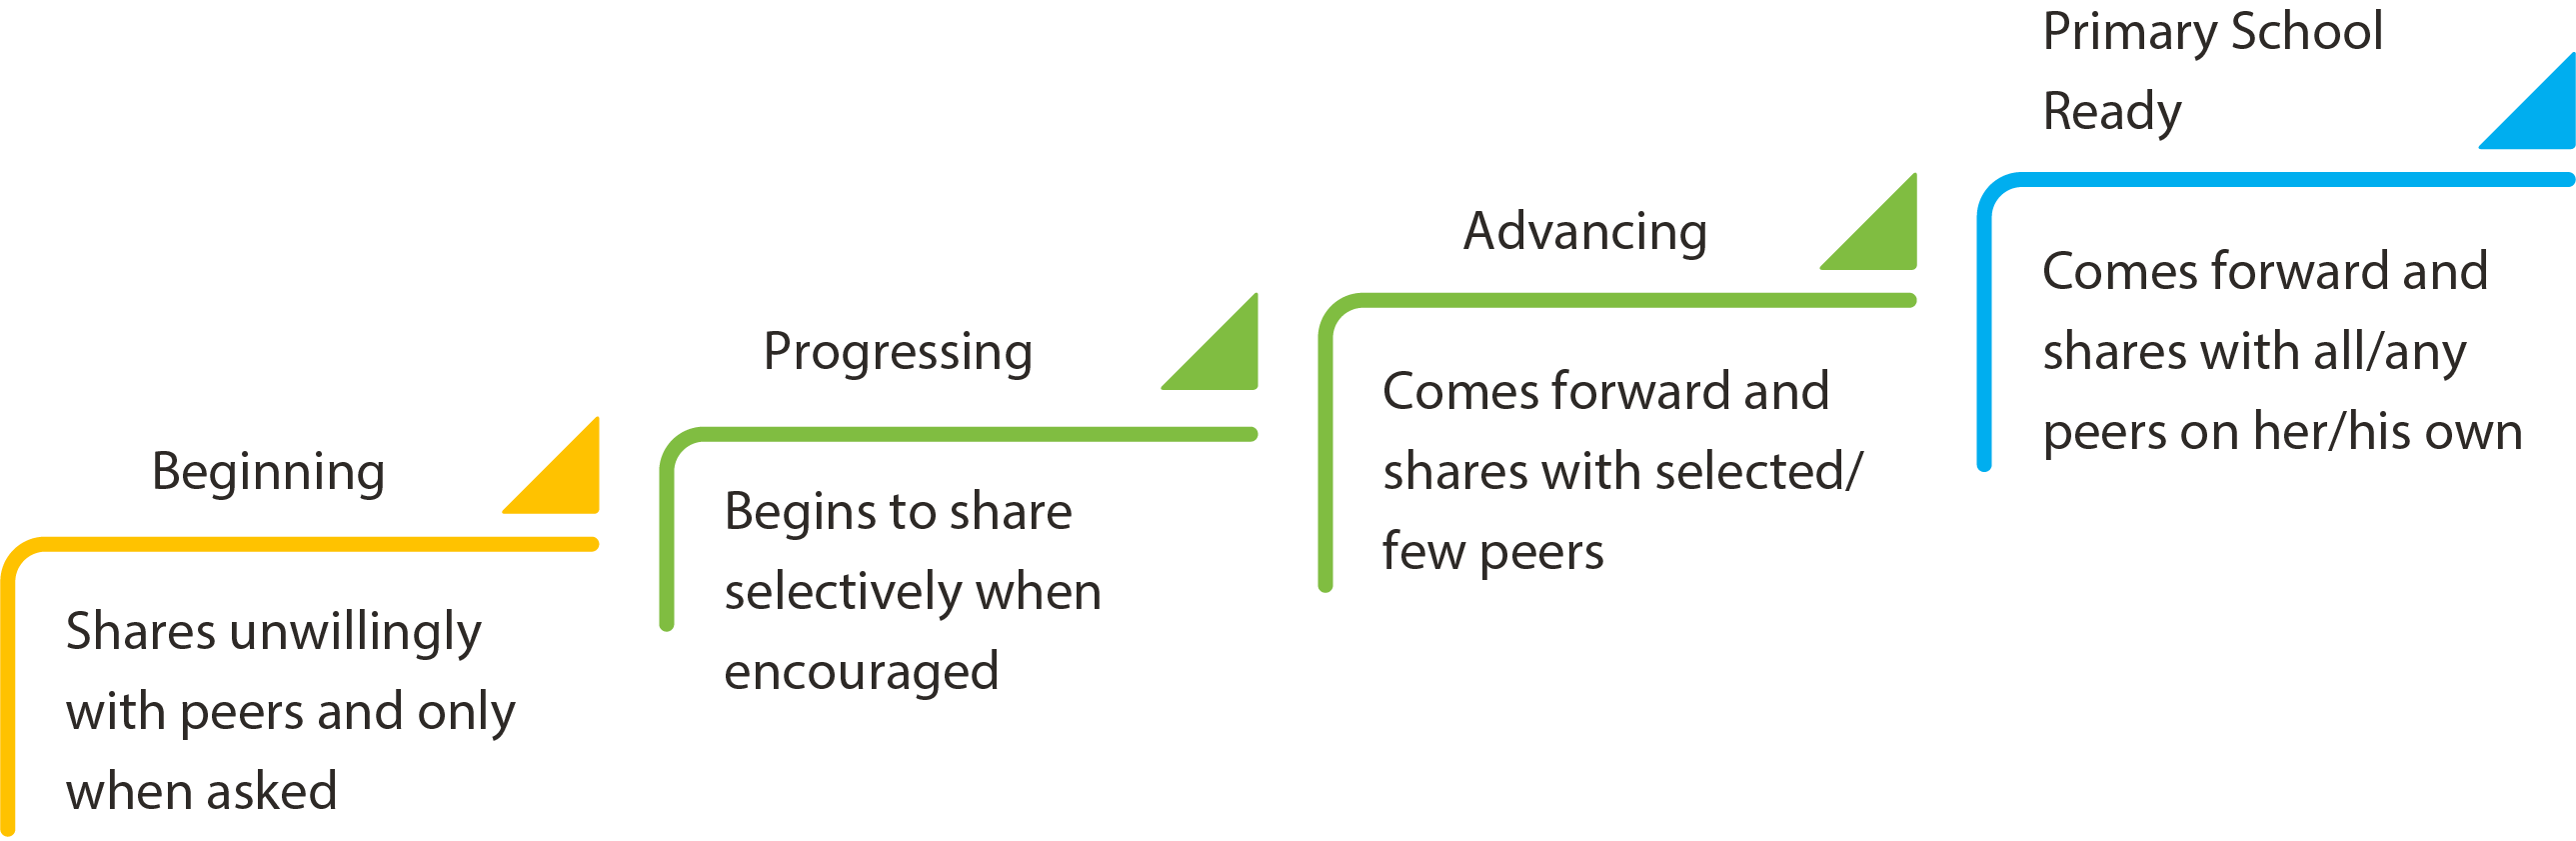 Beginning
Shares unwillingly
with peers and only
when asked
Progressing
Begins to share
selectively when
encouraged
Advancing
Comes forward and
shares with selected/
few peers
Primary School
Ready
Comes forward and
shares with all/any
peers on her/his own